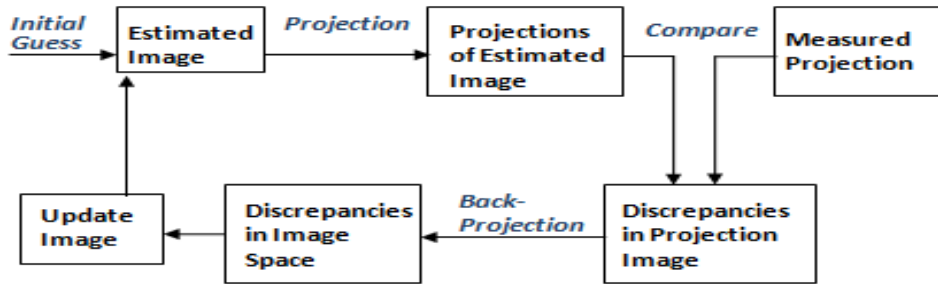 Initial
Guess
Estimated
Image
Projection
Projections
of Estimated
Image
Compare
Measured
Projection
Update
Image
Discrepancies
in Image
Space
Back-
Projection
Discrepancies
in Projection
Image